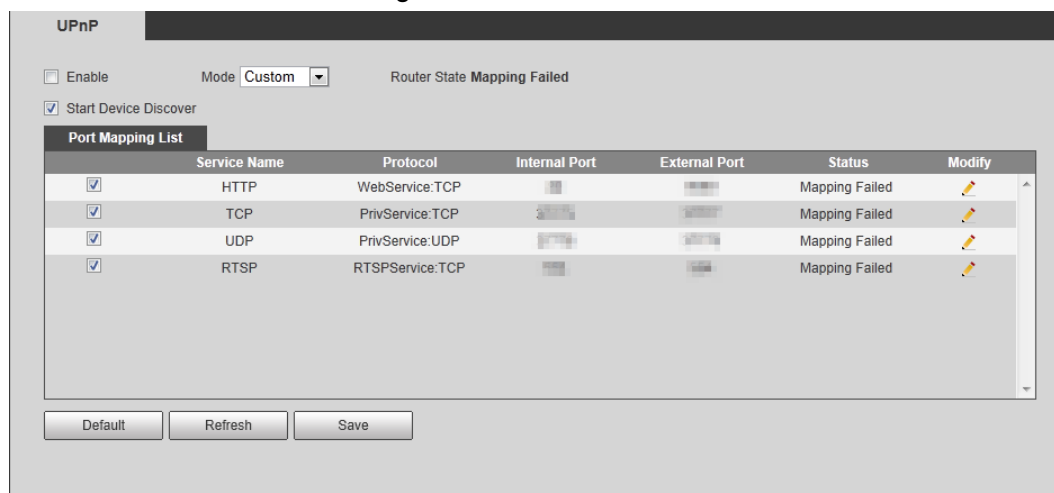 UPnP
Enable Mode Custom Router State Mapping Failed
Start Device Discover
Port Mapping List
Service Name Protocol Internal Port External Port Status Modify
HTTP WebService:TCP Mapping Failed
TCP PrivService:TCP Mapping Failed
UDP PrivService:UDP Mapping Failed
RTSP RTSPService:TCP Mapping Failed
Default Refresh Save